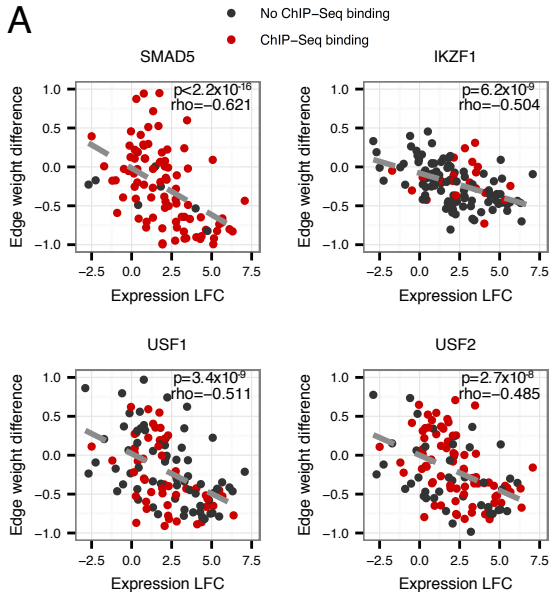 A
No ChIP−Seq binding
ChIP−Seq binding
SMAD5
IKZF1
p<2.2x10-16
rho=−0.621
p=6.2x10-9
rho=−0.504
Edge weight difference
1.0
0.5
0.0
−0.5
−1.0
−2.5 0.0 2.5 5.0 7.5
Expression LFC
Edge weight difference
1.0
0.5
0.0
−0.5
−1.0
−2.5 0.0 2.5 5.0 7.5
Expression LFC
USF1
USF2
p=3.4x10-9
rho=−0.511
p=2.7x10-8
rho=−0.485
Edge weight difference
1.0
0.5
0.0
−0.5
−1.0
−2.5 0.0 2.5 5.0 7.5
Expression LFC
Edge weight difference
1.0
0.5
0.0
−0.5
−1.0
−2.5 0.0 2.5 5.0 7.5
Expression LFC